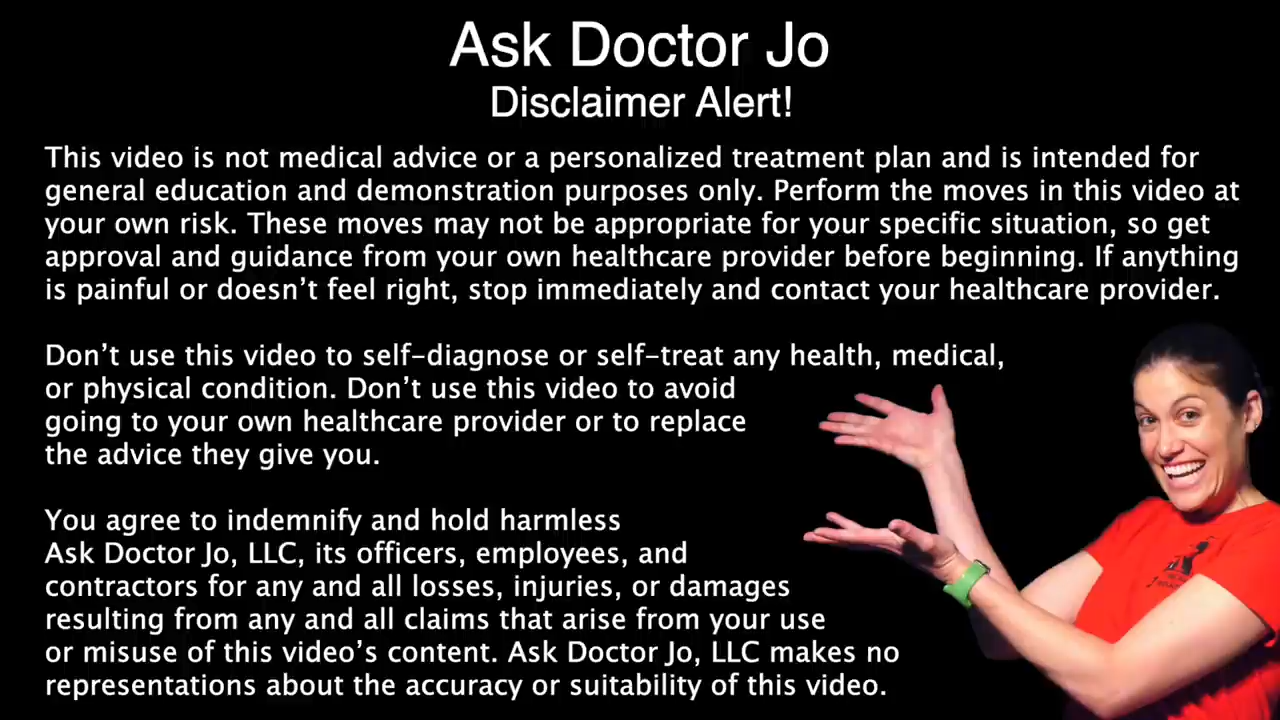 Ask Doctor Jo
Disclaimer Alert!
This video is not medical advice or a personalized treatment plan and is intended for
general education and demonstration purposes only. Perform the moves in this video at
your own risk. These moves may not be appropriate for your specific situation, so get
approval and guidance from your own healthcare provider before beginning. If anything
is painful or doesn’t feel right, stop immediately and contact your healthcare provider.
Don’t use this video to self-diagnose or self-treat any health, medical,
or physical condition. Don’t use this video to avoid
going to your own healthcare provider or to replace
the advice they give you.
You agree to indemnify and hold harmless
Ask Doctor Jo, LLC, its officers, employees, and
contractors for any and all losses, injuries, or damages
resulting from any and all claims that arise from your use
or misuse of this video’s content. Ask Doctor Jo, LLC makes no
representations about the accuracy or suitability of this video.